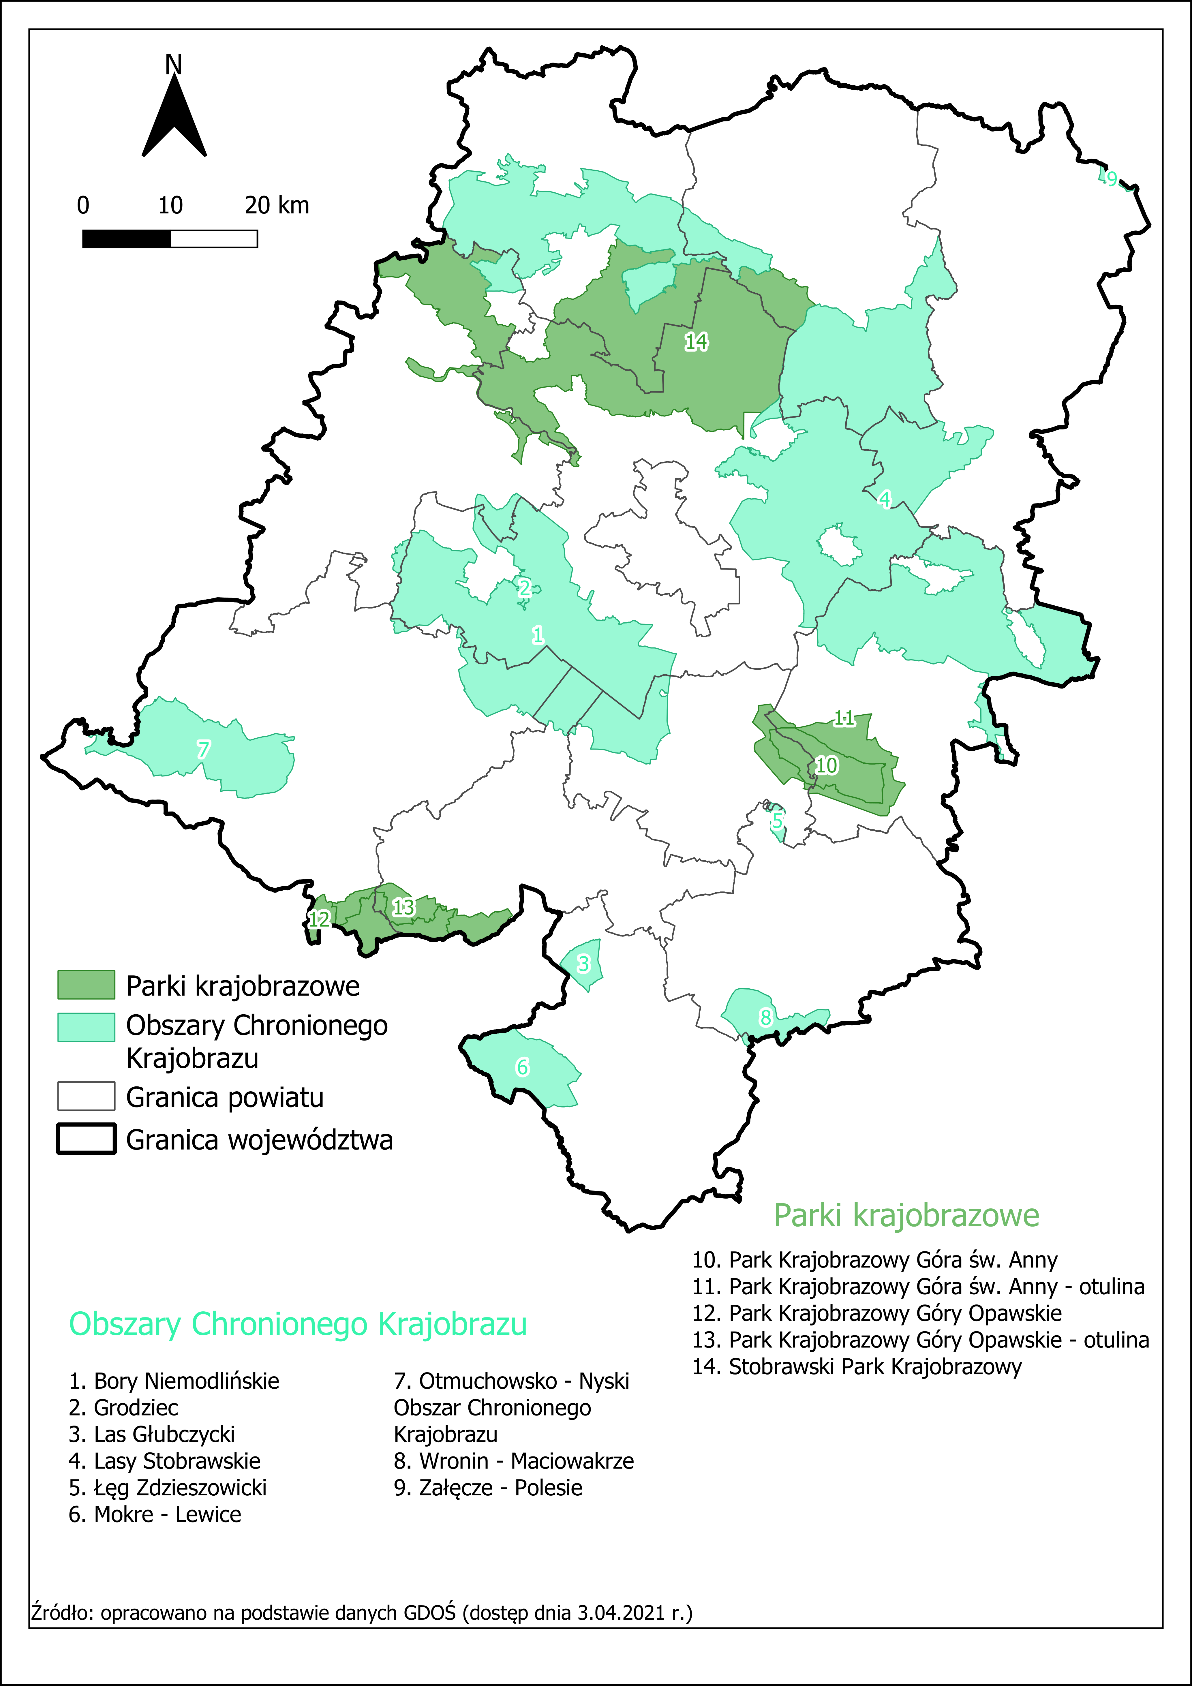 N
0 10 20 km
9
14
4
2
1
7
11
10
5
12
13
3
8
6
Parki krajobrazowe
Obszary Chronionego
Krajobrazu
Granica powiatu
Granica województwa
Parki krajobrazowe
10. Park Krajobrazowy Góra św. Anny
11. Park Krajobrazowy Góra św. Anny - otulina
12. Park Krajobrazowy Góry Opawskie
13. Park Krajobrazowy Góry Opawskie - otulina
14. Stobrawski Park Krajobrazowy
Obszary Chronionego Krajobrazu
1. Bory Niemodlińskie
2. Grodziec
3. Las Głubczycki
4. Lasy Stobrawskie
5. Łęg Zdzieszowicki
6. Mokre - Lewice
7. Otmuchowsko - Nyski
Obszar Chronionego
Krajobrazu
8. Wronin - Maciowakrze
9. Załęcze - Polesie
Źródło: opracowano na podstawie danych GDOŚ (dostęp dnia 3.04.2021 r.)